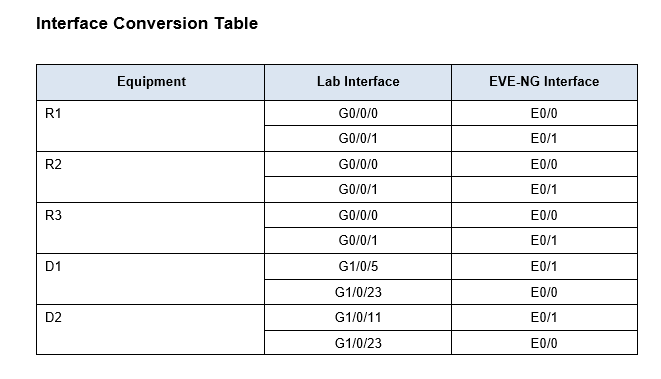 Interface Conversion Table
Equipment Lab Interface EVE-NG Interface
R1 G0/0/0 E0/0
G0/0/1 E0/1
R2 G0/0/0 E0/0
G0/0/1 E0/1
R3 G0/0/0 E0/0
G0/0/1 E0/1
D1 G1/0/5 E0/1
G1/0/23 E0/0
D2 G1/0/11 E0/1
G1/0/23 E0/0